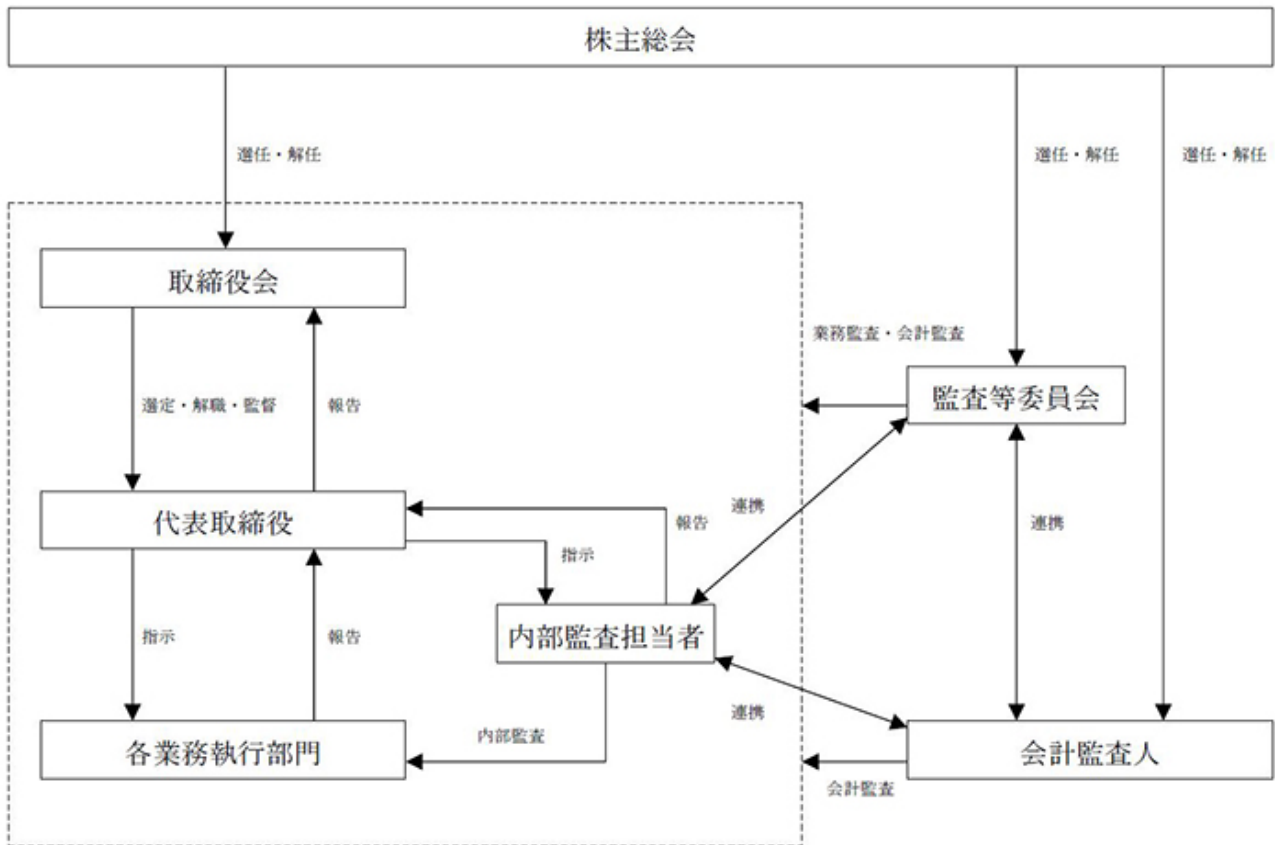 株主総会
選任・解任
選任・解任
選任・解任
取締役会
業務監査・会計監査
監査等委員会
選定・解職・監督
報告
代表取締役
報告
連携
連携
指示
指示
報告
内部監査担当者
連携
内部監査
各業務執行部門
会計監査人
会計監査